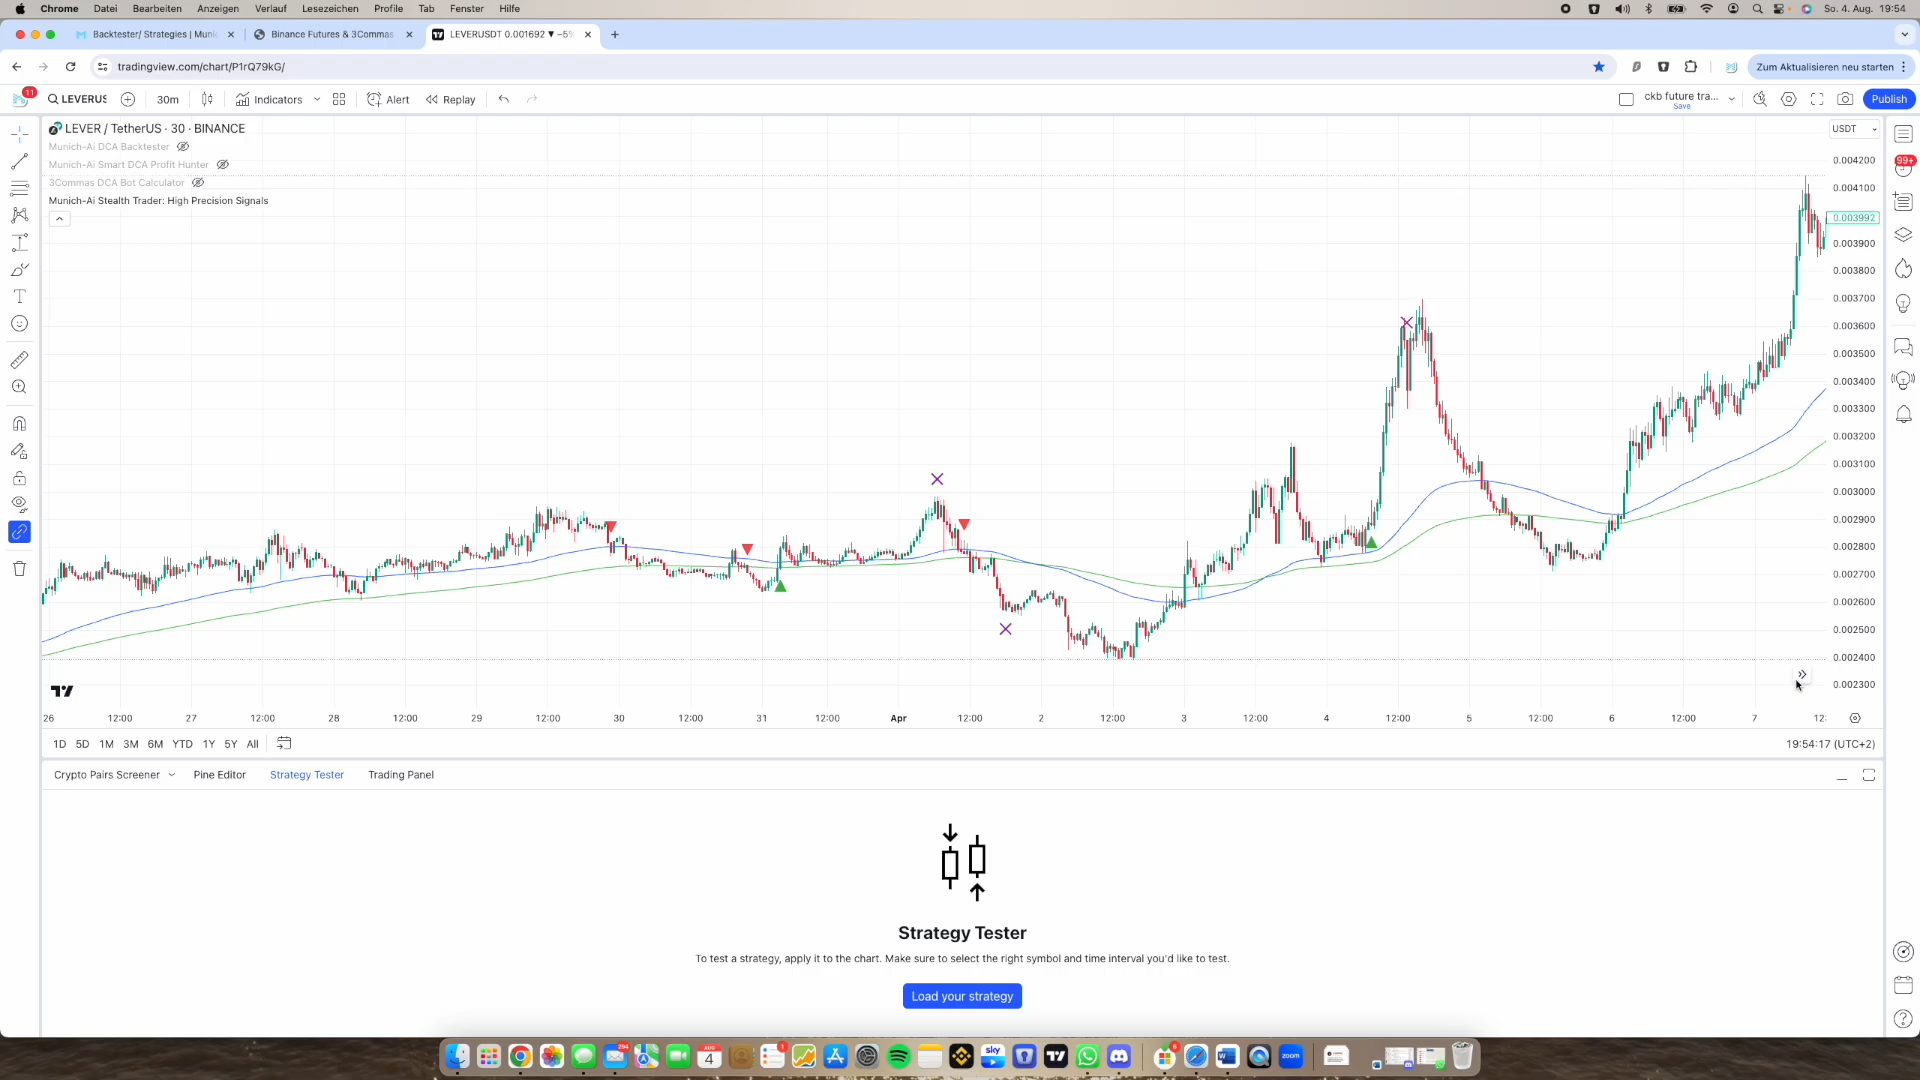 Chrome Datei Bearbeiten Anzeigen Verlauf Lesezeichen Profile Tab Fenster Hilfe So. 4. Aug. 19:54
Backtester/ Strategies | Munic Binance Futures & 3Commas LEVERUSDT 0.001692 ▼ −5%
tradingview.com/chart/P1rQ79kG/ Zum Aktualisieren neu starten
11 LEVERUS 30m Indicators Alert Replay ckb future tra... Save Publish
LEVER / TetherUS · 30 · BINANCE USDT
Munich-Ai DCA Backtester
Munich-Ai Smart DCA Profit Hunter
3Commas DCA Bot Calculator
Munich-Ai Stealth Trader: High Precision Signals
99+
0.004200
0.004100
0.003992
0.003900
0.003800
0.003700
0.003600
0.003500
0.003400
0.003300
0.003200
0.003100
0.003000
0.002900
0.002800
0.002700
0.002600
0.002500
0.002400
0.002300
26 12:00 27 12:00 28 12:00 29 12:00 30 12:00 31 12:00 Apr 12:00 2 12:00 3 12:00 4 12:00 5 12:00 6 12:00 7 12:
1D 5D 1M 3M 6M YTD 1Y 5Y All 19:54:17 (UTC+2)
Crypto Pairs Screener Pine Editor Strategy Tester Trading Panel
Strategy Tester
To test a strategy, apply it to the chart. Make sure to select the right symbol and time interval you'd like to test.
Load your strategy
294 AUG 4 1 sky zoom